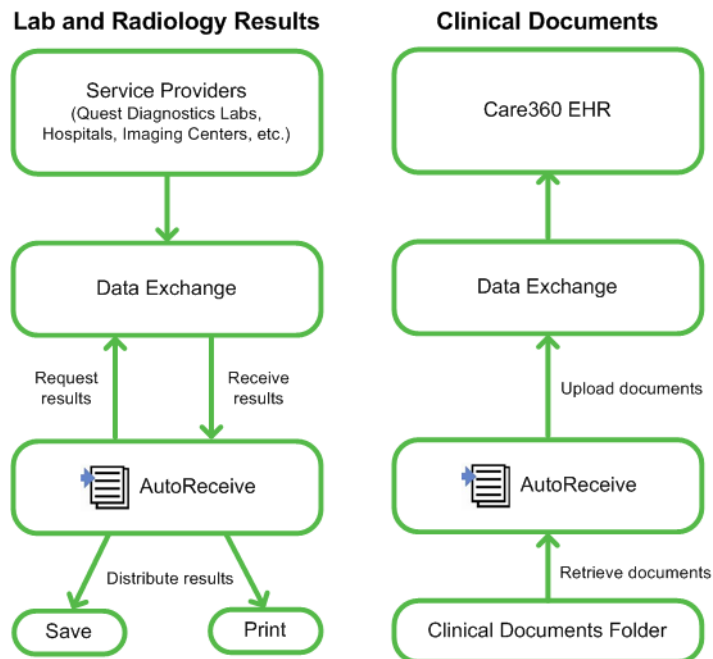 Lab and Radiology Results
Service Providers
(Quest Diagnostics Labs,
Hospitals, Imaging Centers, etc.)
Data Exchange
Request
results
Receive
results
AutoReceive
Distribute results
Save
Print
Clinical Documents
Care360 EHR
Data Exchange
Upload documents
AutoReceive
Retrieve documents
Clinical Documents Folder